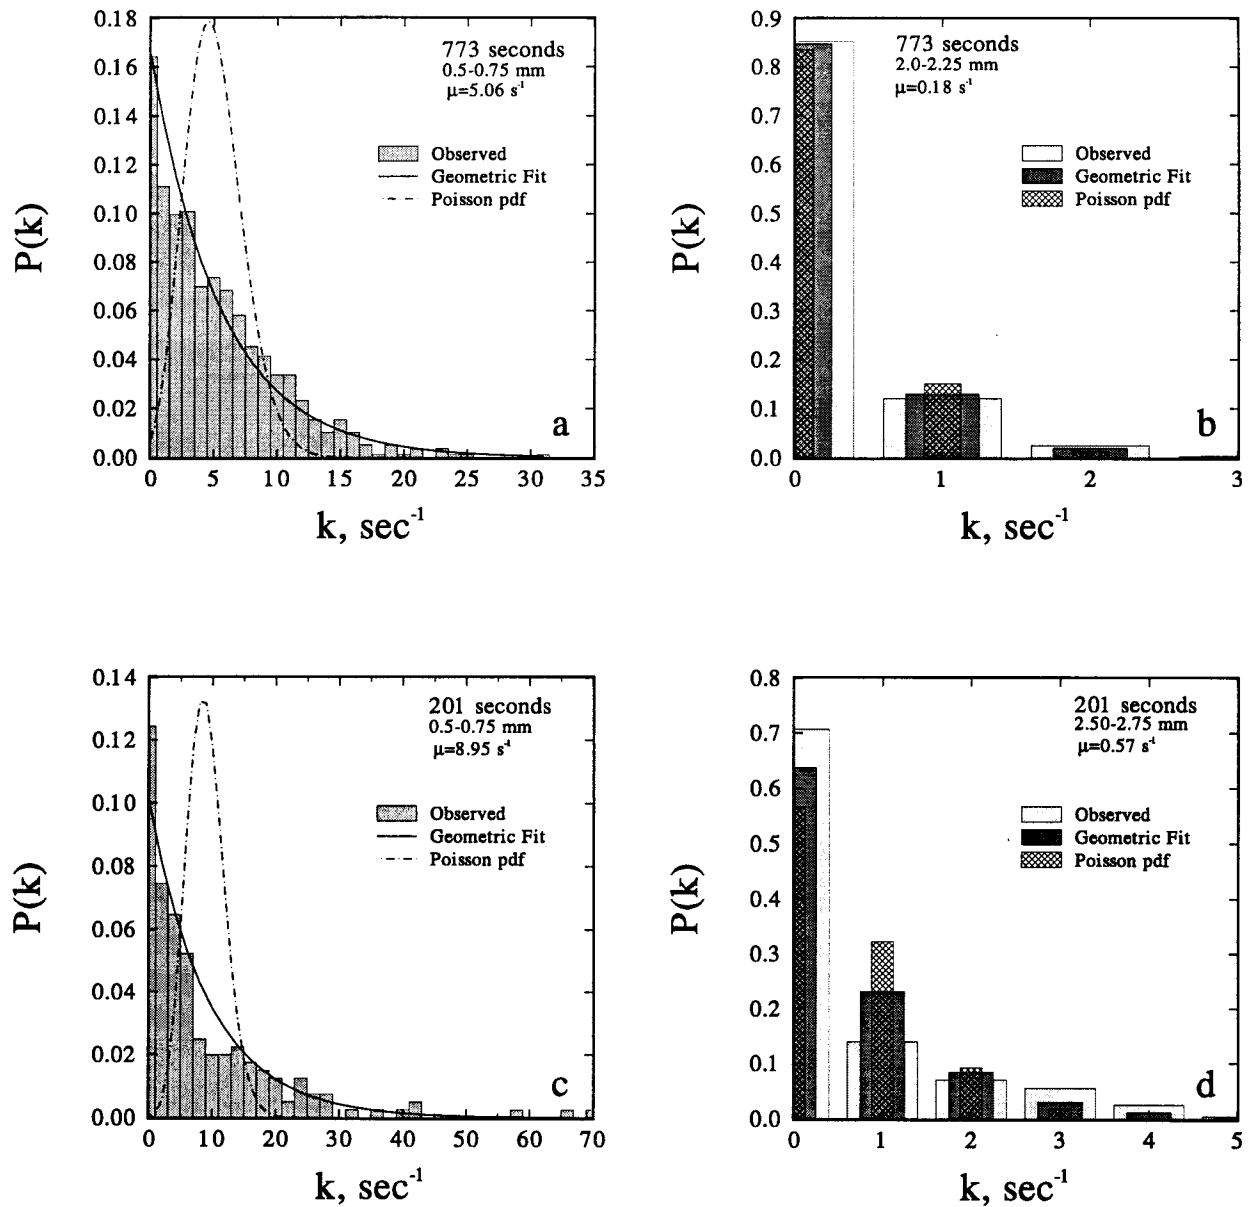 773 seconds
0.5-0.75 mm
μ=5.06 s⁻¹
Observed
Geometric Fit
Poisson pdf
P(k)
0.18
0.16
0.14
0.12
0.10
0.08
0.06
0.04
0.02
0.00
a
0 5 10 15 20 25 30 35
k, sec⁻¹
773 seconds
2.0-2.25 mm
μ=0.18 s⁻¹
Observed
Geometric Fit
Poisson pdf
P(k)
0.9
0.8
0.7
0.6
0.5
0.4
0.3
0.2
0.1
0.0
b
0 1 2 3
k, sec⁻¹
201 seconds
0.5-0.75 mm
μ=8.95 s⁻¹
Observed
Geometric Fit
Poisson pdf
P(k)
0.14
0.12
0.10
0.08
0.06
0.04
0.02
0.00
c
0 10 20 30 40 50 60 70
k, sec⁻¹
201 seconds
2.50-2.75 mm
μ=0.57 s⁻¹
Observed
Geometric Fit
Poisson pdf
P(k)
0.8
0.7
0.6
0.5
0.4
0.3
0.2
0.1
0.0
d
0 1 2 3 4 5
k, sec⁻¹